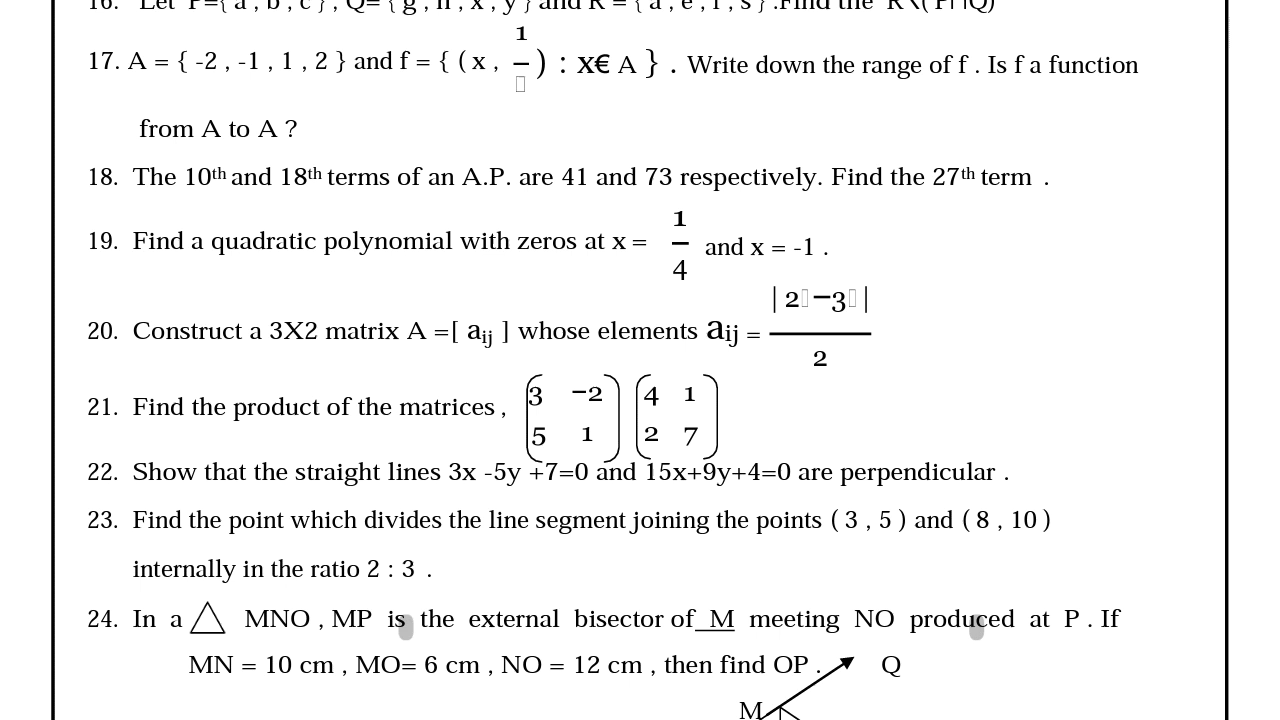 16. Let P={ a , b , c } , Q= { g , h , x , y } and R = { a , e , f , s } .Find the R\( P∩Q)
17. A = { -2 , -1 , 1 , 2 } and f = { ( x , 1/▯ ) : x€ A } . Write down the range of f . Is f a function
from A to A ?
18. The 10th and 18th terms of an A.P. are 41 and 73 respectively. Find the 27th term .
19. Find a quadratic polynomial with zeros at x = 1/4 and x = -1 .
20. Construct a 3X2 matrix A =[ aij ] whose elements aij = |2▯−3▯|/2
21. Find the product of the matrices , (3 −2 4 1
5 1) (2 7)
22. Show that the straight lines 3x -5y +7=0 and 15x+9y+4=0 are perpendicular .
23. Find the point which divides the line segment joining the points ( 3 , 5 ) and ( 8 , 10 )
internally in the ratio 2 : 3 .
24. In a △ MNO , MP is the external bisector of M meeting NO produced at P . If
MN = 10 cm , MO= 6 cm , NO = 12 cm , then find OP .
Q
M